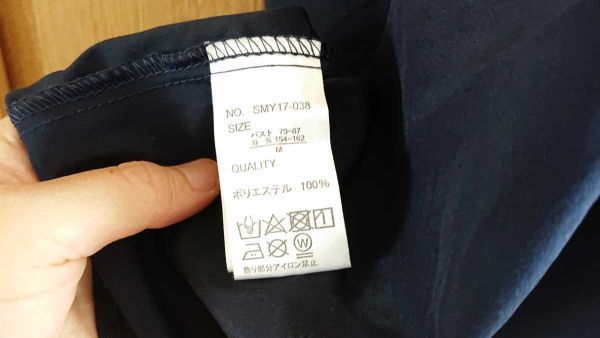 NO. SMY17-038
SIZE
バスト 79-87
身 長 154-162
M
QUALITY
ポリエステル 100%
W
飾り部分アイロン禁止